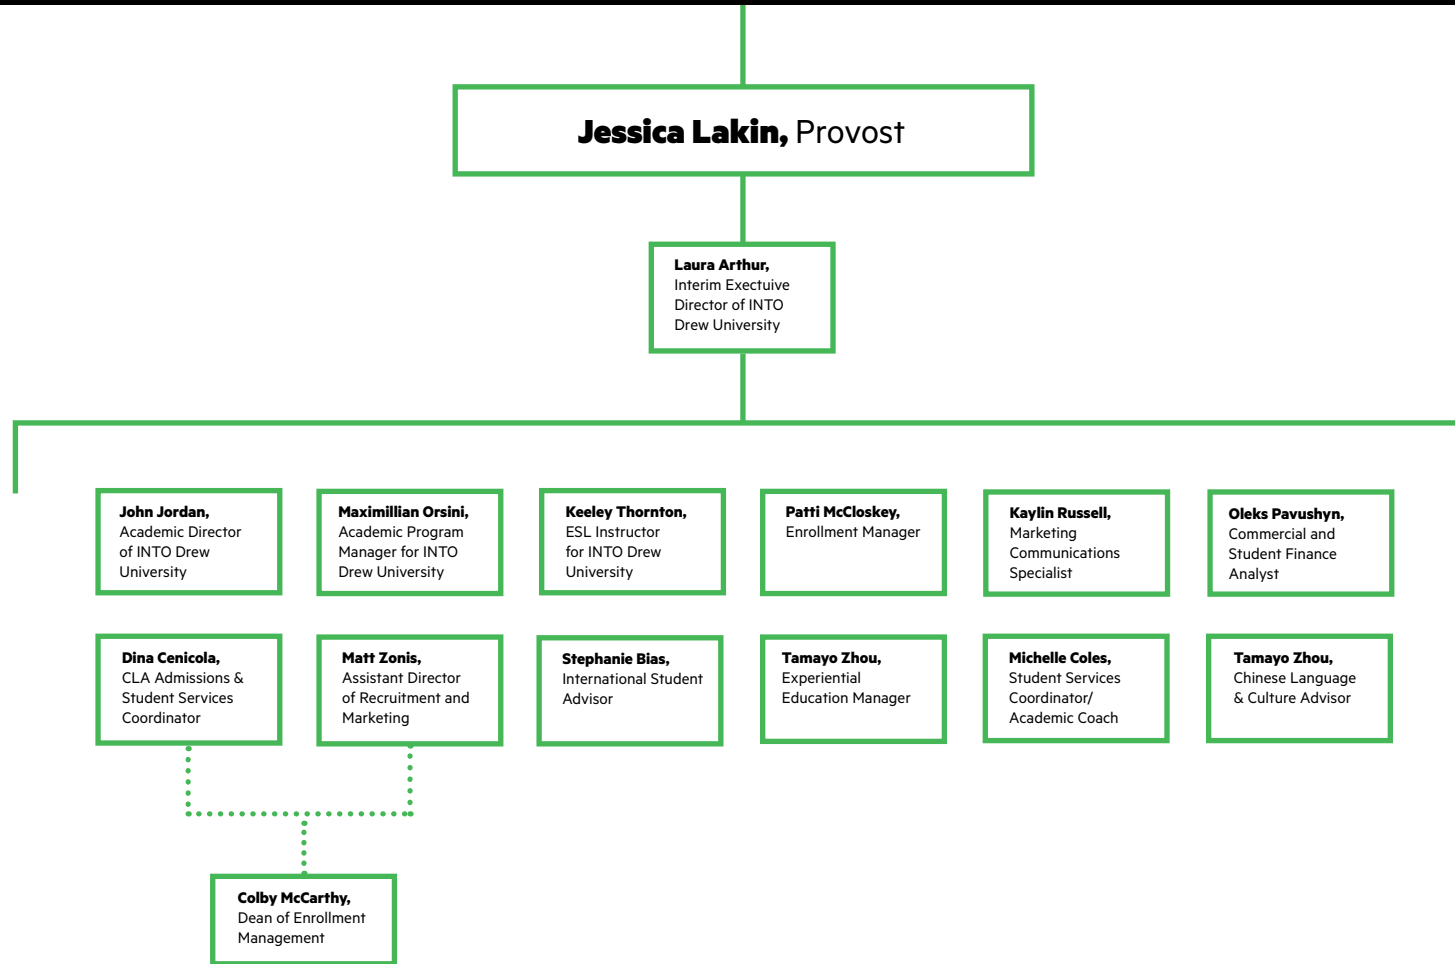 Jessica Lakin, Provost
Laura Arthur,
Interim Exectuive
Director of INTO
Drew University
John Jordan,
Academic Director
of INTO Drew
University
Maximillian Orsini,
Academic Program
Manager for INTO
Drew University
Keeley Thornton,
ESL Instructor
for INTO Drew
University
Patti McCloskey,
Enrollment Manager
Kaylin Russell,
Marketing
Communications
Specialist
Oleks Pavushyn,
Commercial and
Student Finance
Analyst
Dina Cenicola,
CLA Admissions &
Student Services
Coordinator
Matt Zonis,
Assistant Director
of Recruitment and
Marketing
Stephanie Bias,
International Student
Advisor
Tamayo Zhou,
Experiential
Education Manager
Michelle Coles,
Student Services
Coordinator/
Academic Coach
Tamayo Zhou,
Chinese Language
& Culture Advisor
Colby McCarthy,
Dean of Enrollment
Management